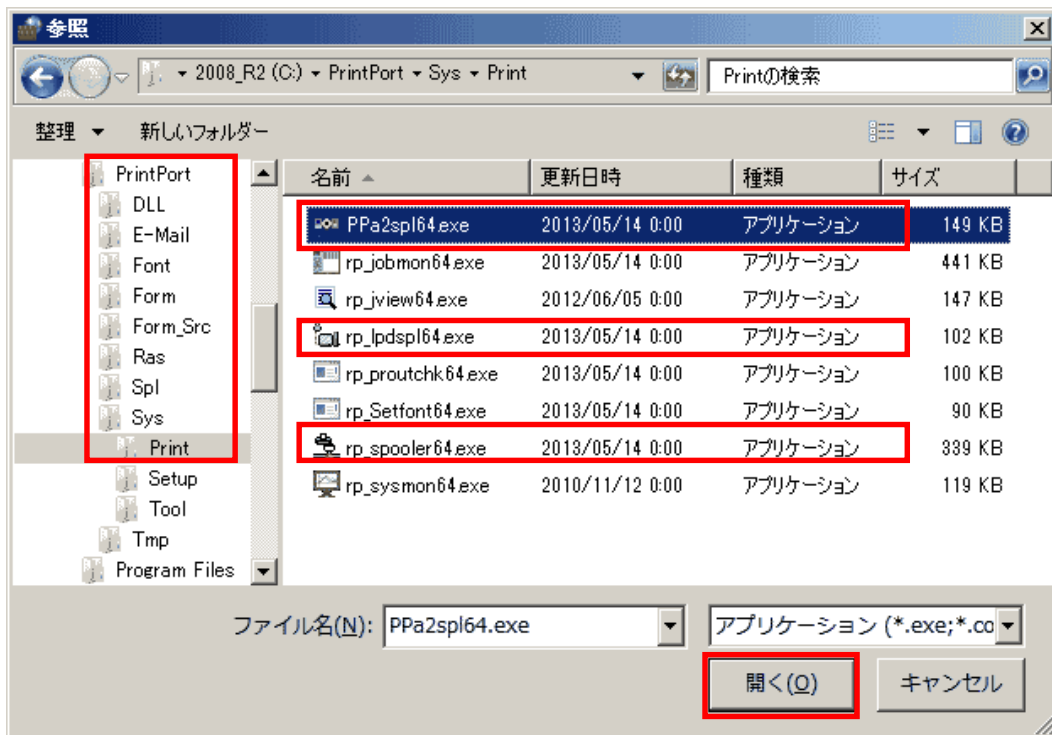 参照
2008_R2 (C:) PrintPort Sys Print
Printの検索
整理 新しいフォルダー
PrintPort
DLL
E-Mail
Font
Form
Form_Src
Ras
Spl
Sys
Print
Setup
Tool
Tmp
Program Files
名前 更新日時 種類 サイズ
PPa2spl64.exe 2013/05/14 0:00 アプリケーション 149 KB
rp_jobmon64.exe 2013/05/14 0:00 アプリケーション 441 KB
rp_jview64.exe 2012/06/05 0:00 アプリケーション 147 KB
rp_lpdspl64.exe 2013/05/14 0:00 アプリケーション 102 KB
rp_proutchk64.exe 2013/05/14 0:00 アプリケーション 100 KB
rp_Setfont64.exe 2013/05/14 0:00 アプリケーション 90 KB
rp_spooler64.exe 2013/05/14 0:00 アプリケーション 339 KB
rp_sysmon64.exe 2010/11/12 0:00 アプリケーション 119 KB
ファイル名(N): PPa2spl64.exe アプリケーション (*.exe;*.co
開く(O) キャンセル